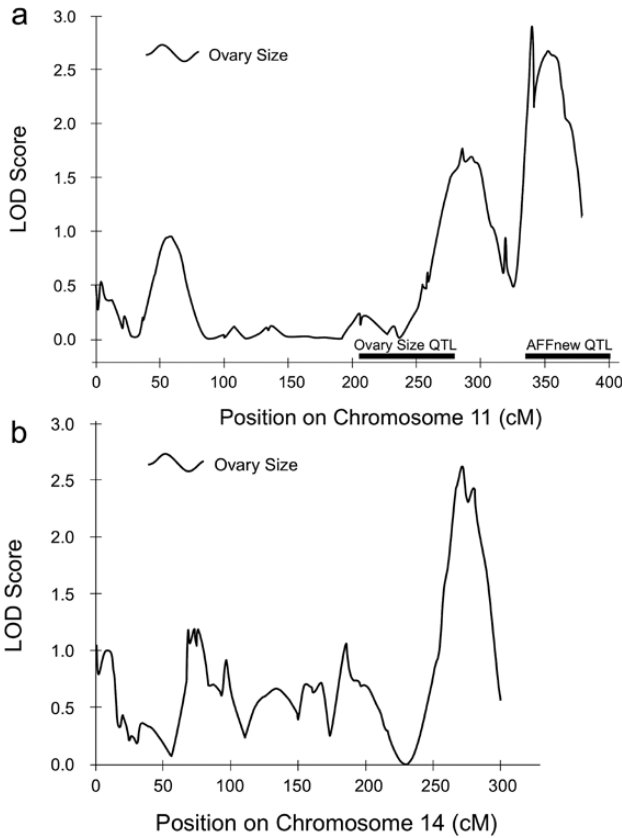 a
3.0
2.5
2.0
1.5
1.0
0.5
0.0
LOD Score
Ovary Size
Ovary Size QTL
AFFnew QTL
0 50 100 150 200 250 300 350 400
Position on Chromosome 11 (cM)
b
3.0
2.5
2.0
1.5
1.0
0.5
0.0
LOD Score
Ovary Size
0 50 100 150 200 250 300
Position on Chromosome 14 (cM)